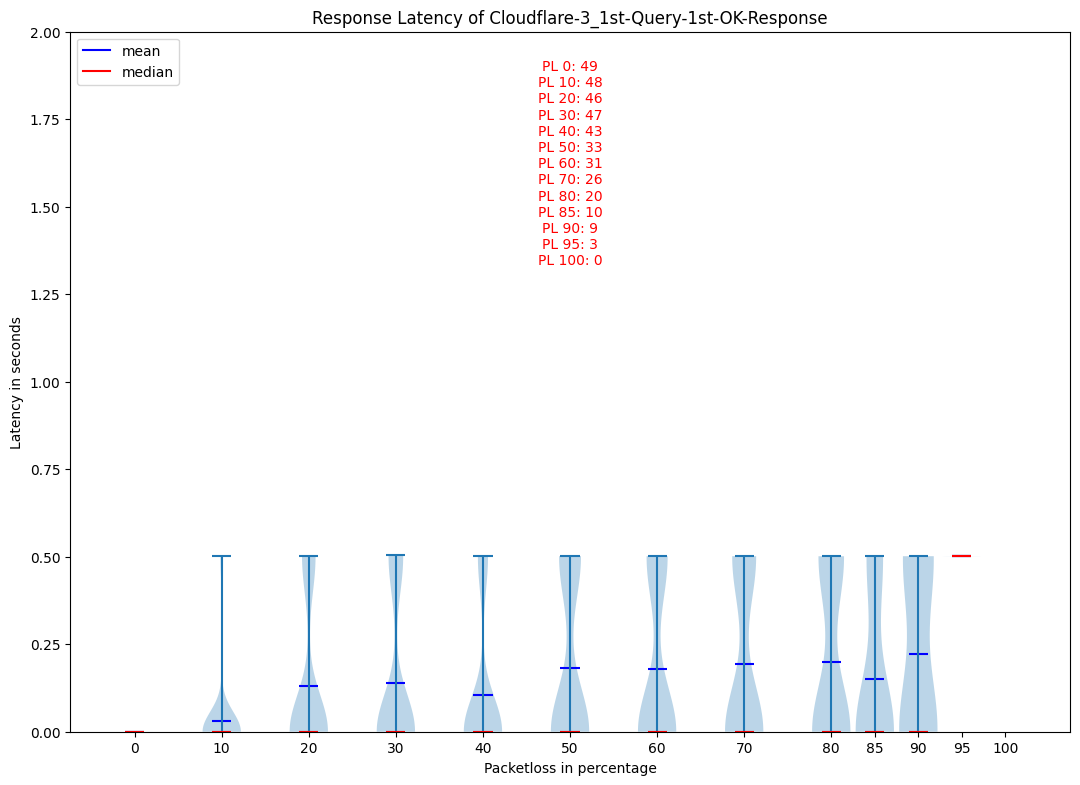 Response Latency of Cloudflare-3_1st-Query-1st-OK-Response
mean
median
PL 0: 49
PL 10: 48
PL 20: 46
PL 30: 47
PL 40: 43
PL 50: 33
PL 60: 31
PL 70: 26
PL 80: 20
PL 85: 10
PL 90: 9
PL 95: 3
PL 100: 0
Latency in seconds
2.00
1.75
1.50
1.25
1.00
0.75
0.50
0.25
0.00
0 10 20 30 40 50 60 70 80 85 90 95 100
Packetloss in percentage